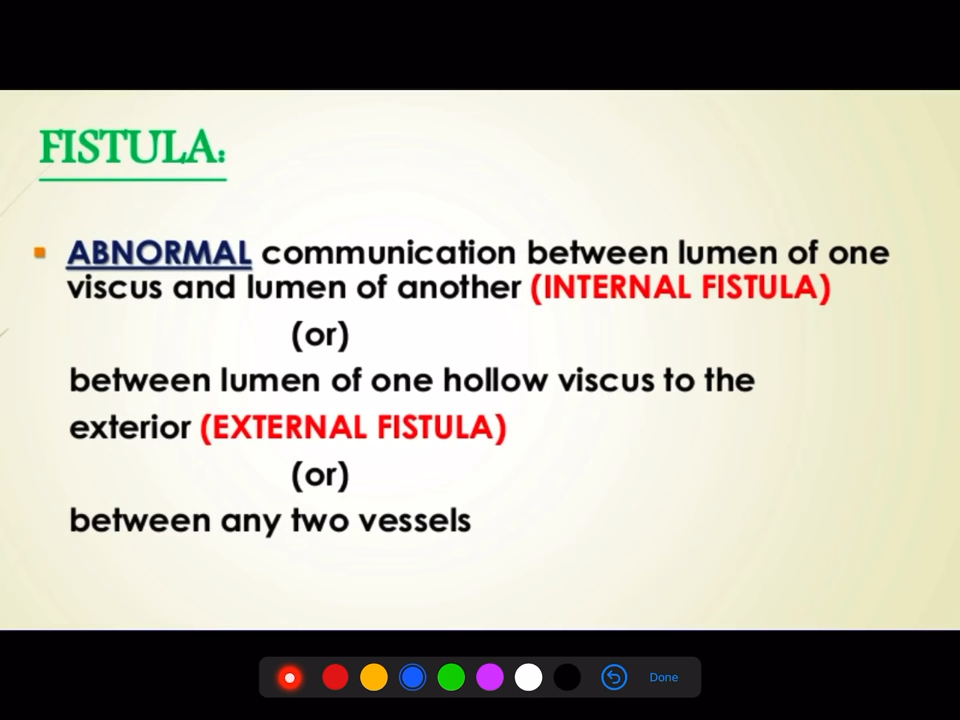 FISTULA:
ABNORMAL communication between lumen of one
viscus and lumen of another (INTERNAL FISTULA)
(or)
between lumen of one hollow viscus to the
exterior (EXTERNAL FISTULA)
(or)
between any two vessels
Done